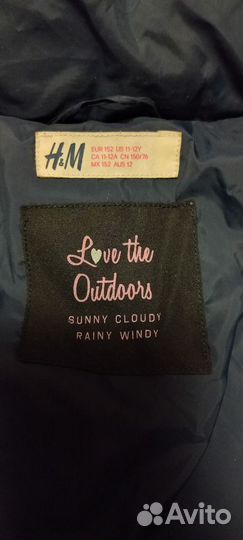 H&M
EUR 152 US 11-12Y
CA 11-12A CN 150/76
MX 152 AUS 12
Love the
Outdoors
SUNNY CLOUDY
RAINY WINDY
Avito